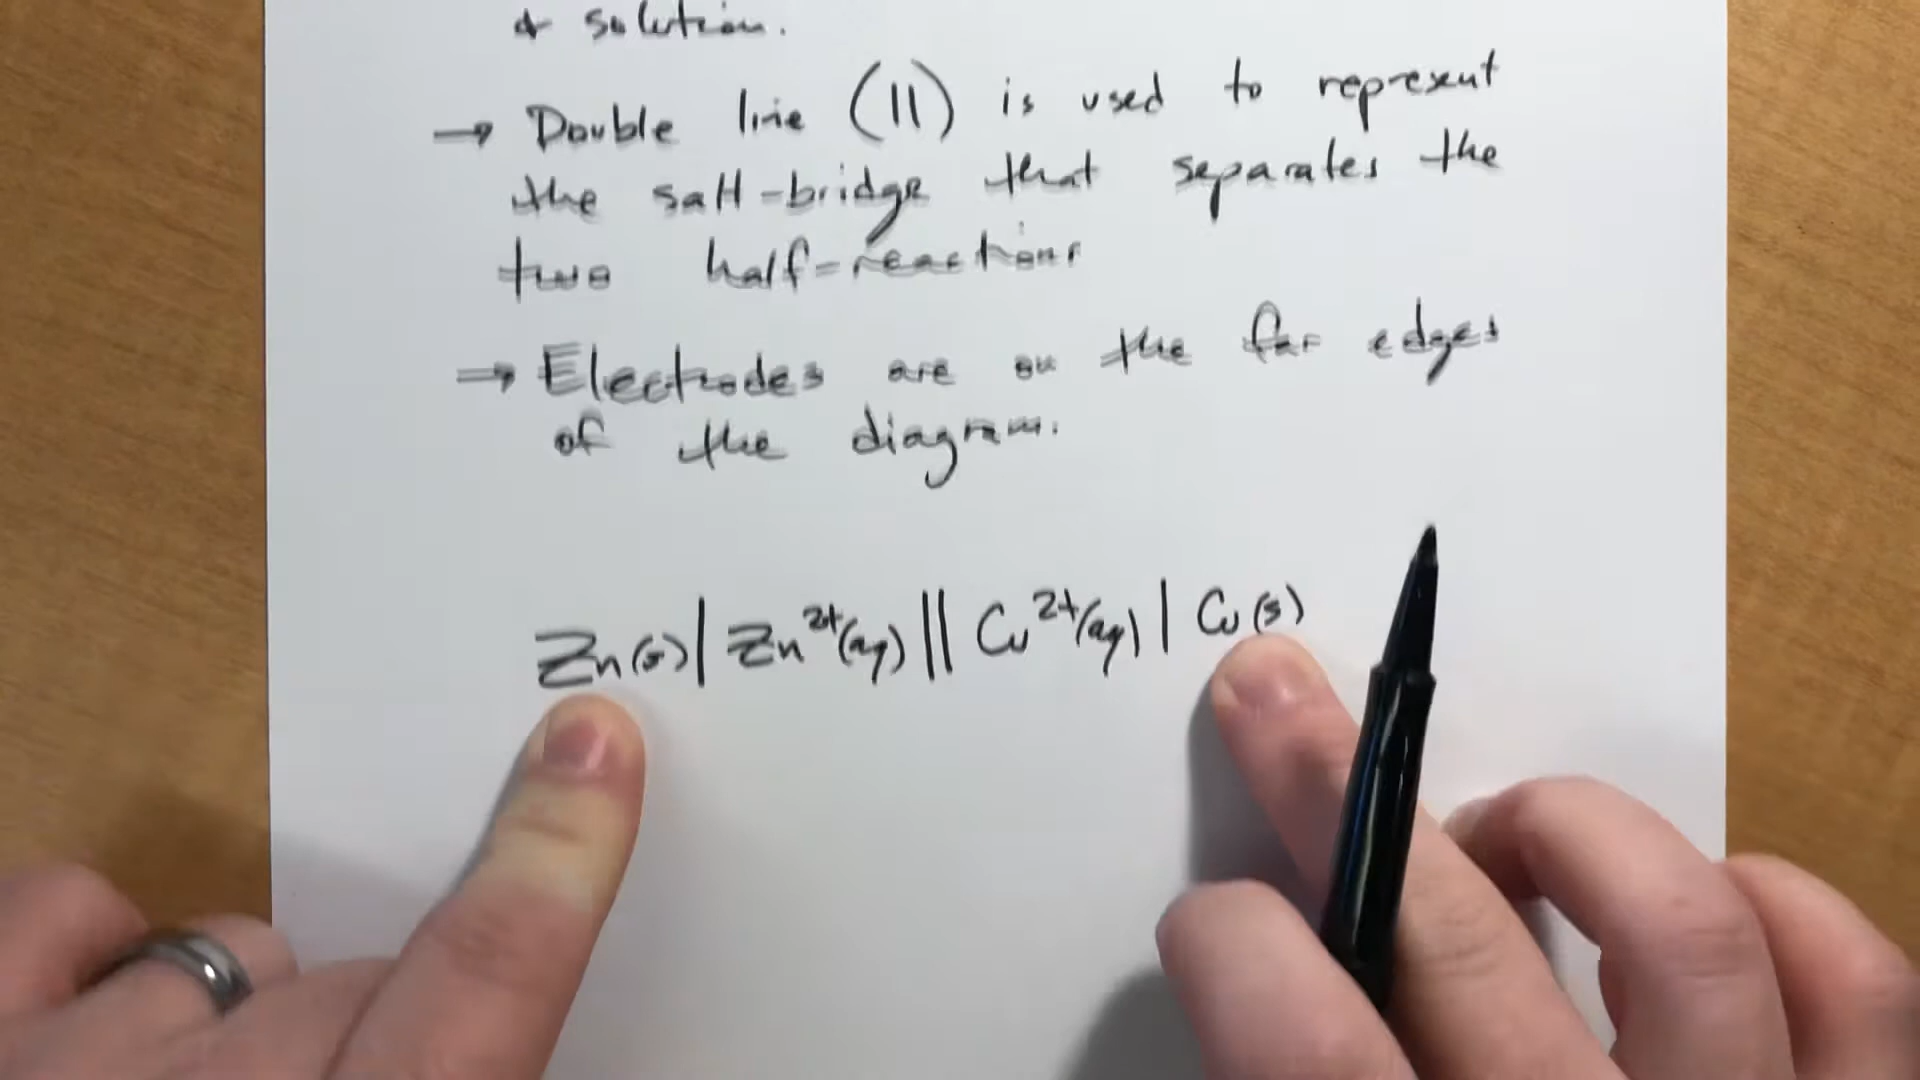 & solution.
→ Double line (||) is used to represent
the salt-bridge that separates the
two half-reactions
→ Electrodes are on the far edges
of the diagram.
Zn(s) | Zn²⁺(aq) || Cu²⁺(aq) | Cu(s)